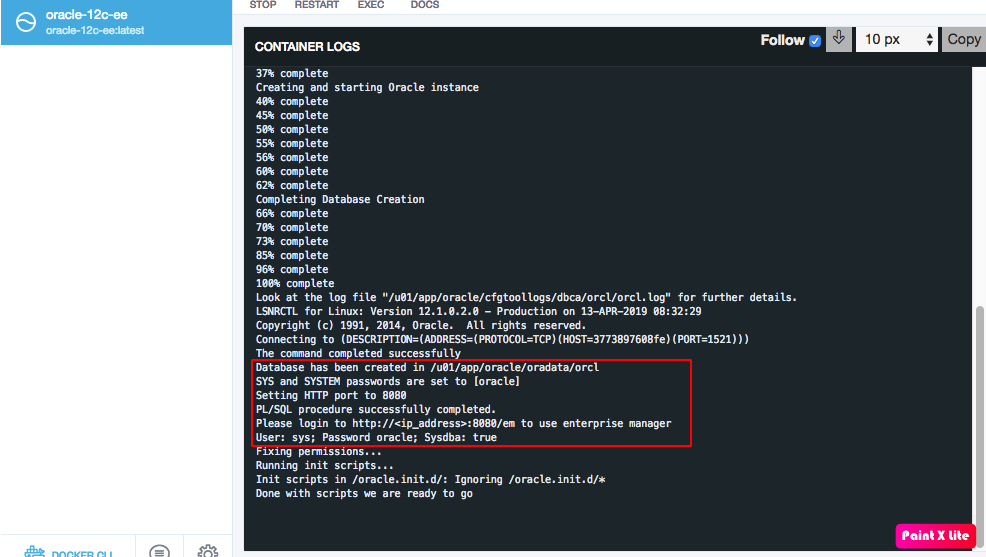 oracle-12c-ee
oracle-12c-ee:latest
STOP RESTART EXEC DOCS
CONTAINER LOGS
Follow 10 px Copy
37% complete
Creating and starting Oracle instance
40% complete
45% complete
50% complete
55% complete
56% complete
60% complete
62% complete
Completing Database Creation
66% complete
70% complete
73% complete
85% complete
96% complete
100% complete
Look at the log file "/u01/app/oracle/cfgtoollogs/dbca/orcl/orcl.log" for further details.
LSNRCTL for Linux: Version 12.1.0.2.0 - Production on 13-APR-2019 08:32:29
Copyright (c) 1991, 2014, Oracle.  All rights reserved.
Connecting to (DESCRIPTION=(ADDRESS=(PROTOCOL=TCP)(HOST=3773897608fe)(PORT=1521)))
The command completed successfully
Database has been created in /u01/app/oracle/oradata/orcl
SYS and SYSTEM passwords are set to [oracle]
Setting HTTP port to 8080
PL/SQL procedure successfully completed.
Please login to http://<ip_address>:8080/em to use enterprise manager
User: sys; Password oracle; Sysdba: true
Fixing permissions...
Running init scripts...
Init scripts in /oracle.init.d/: Ignoring /oracle.init.d/*
Done with scripts we are ready to go
DOCKER CLI
Paint X Lite